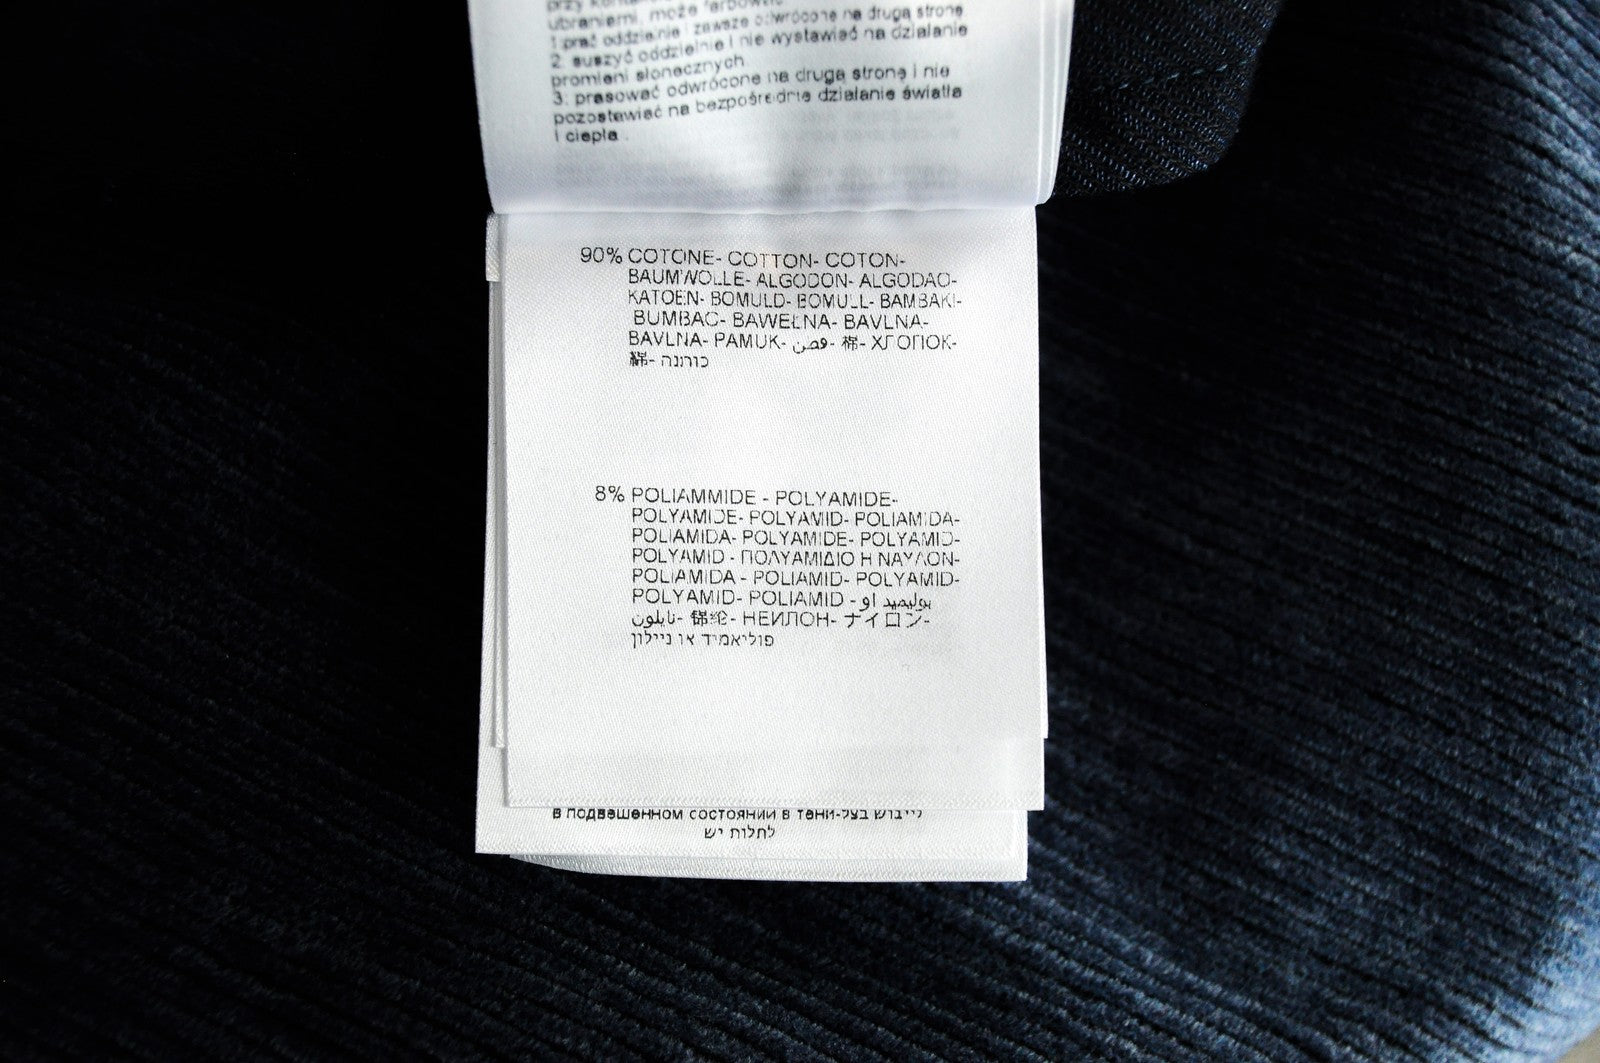 ubraniami, może farbować.
1 prać oddzielnie i zawsze odwrócone na drugą stronę
2. suszyć oddzielnie i nie wystawiać na działanie
promieni słonecznych
3: prasować odwrócone na drugą stronę i nie
pozostawiać na bezpośrednie działanie światła
i ciepła .
90% COTONE- COTTON- COTON-
BAUMWOLLE- ALGODON- ALGODAO-
KATOEN- BOMULD- BOMULL- BAMBAKI-
BUMBAC- BAWEŁNA- BAVLNA-
BAVLNA- PAMUK- قطن- 棉- ХЛОПОК-
綿- כותנה
8% POLIAMMIDE - POLYAMIDE-
POLYAMIDE- POLYAMID- POLIAMIDA-
POLIAMIDA- POLYAMIDE- POLYAMID-
POLYAMID - ΠΟΛΥΑΜΙΔΙΟ Η ΝΑΥΛΟΝ-
POLIAMIDA - POLIAMID- POLYAMID-
POLYAMID- POLIAMID - بوليميد او
نايلون- 锦纶- НЕЙЛОН- ナイロン-
פוליאמיד או ניילון
в подвешенном состоянии в тени-לייבוש בצל
לתלות יש